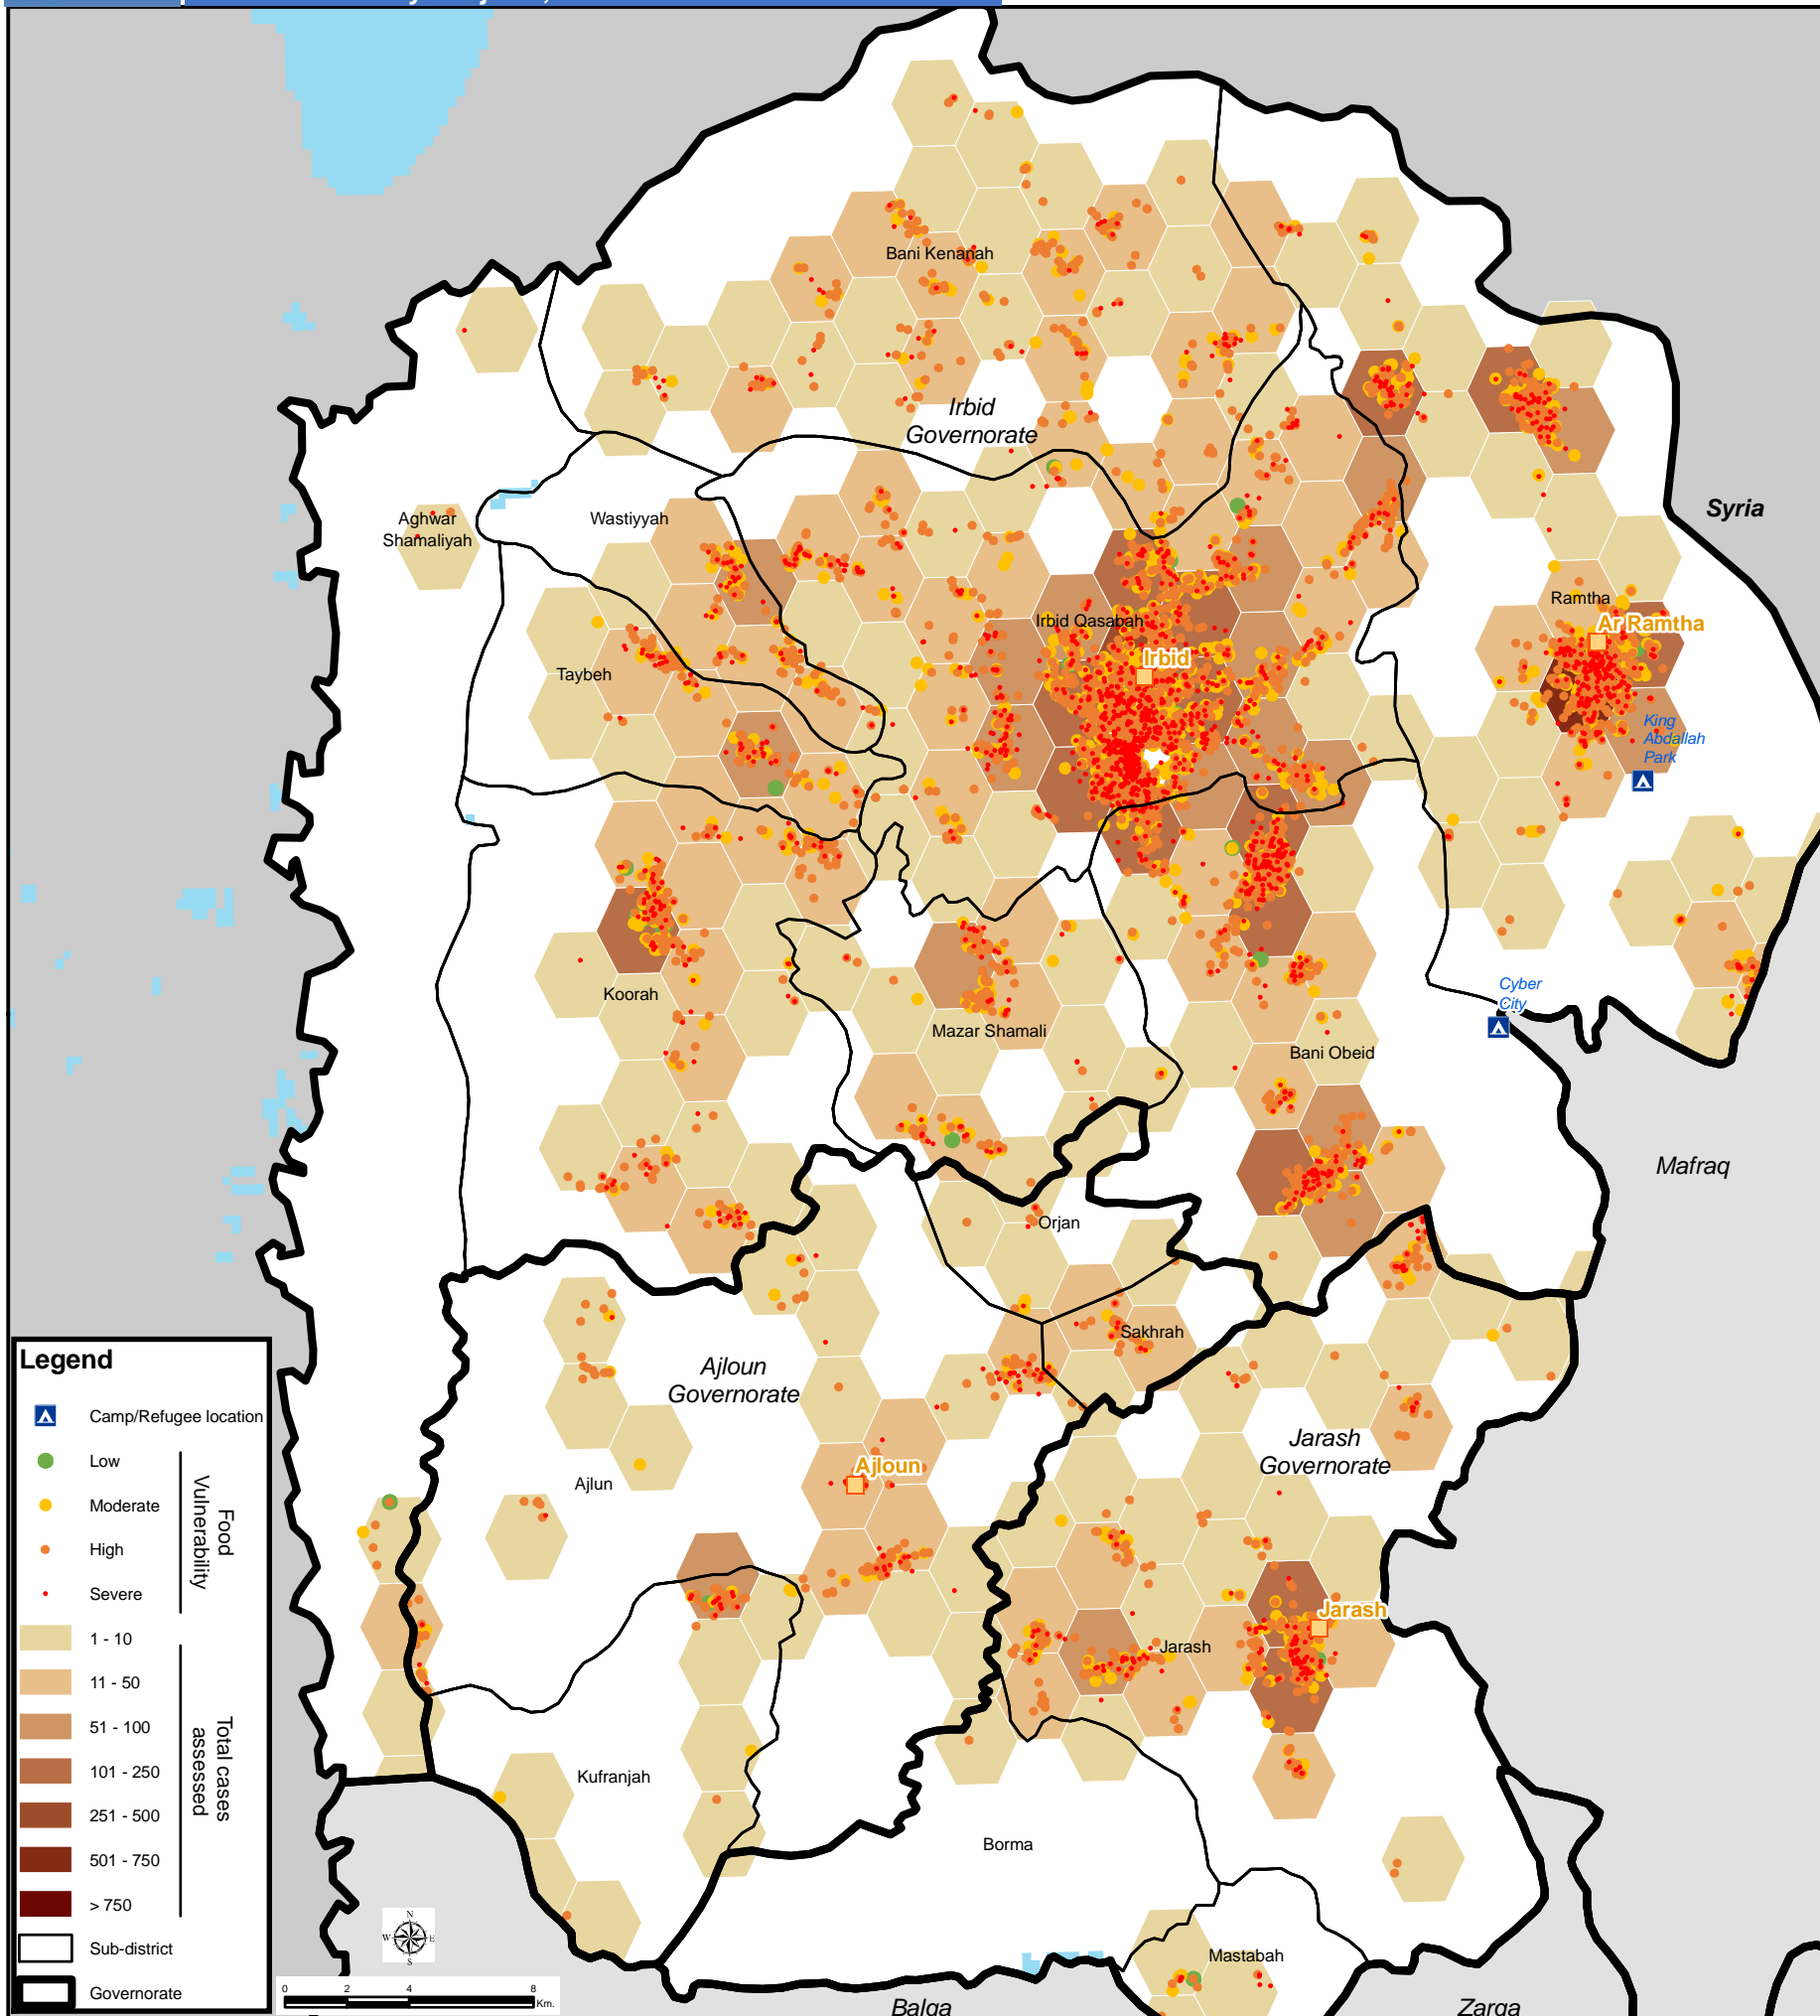 Bani Kenanah
Irbid
Governorate
Syria
Aghwar
Shamaliyah
Wastiyyah
Ramtha
Ar Ramtha
Irbid Qasabah
Irbid
Taybeh
King
Abdallah
Park
Koorah
Cyber
City
Mazar Shamali
Bani Obeid
Mafraq
Orjan
Sakhrah
Ajloun
Governorate
Jarash
Governorate
Ajloun
Ajlun
Jarash
Jarash
Kufranjah
Borma
Mastabah
Balqa
Zarqa
Legend
Camp/Refugee location
Low
Moderate
High
Severe
Food
Vulnerability
1 - 10
11 - 50
51 - 100
101 - 250
251 - 500
501 - 750
> 750
Total cases
assessed
Sub-district
Governorate
N
W E
S
0 2 4 8
Km.